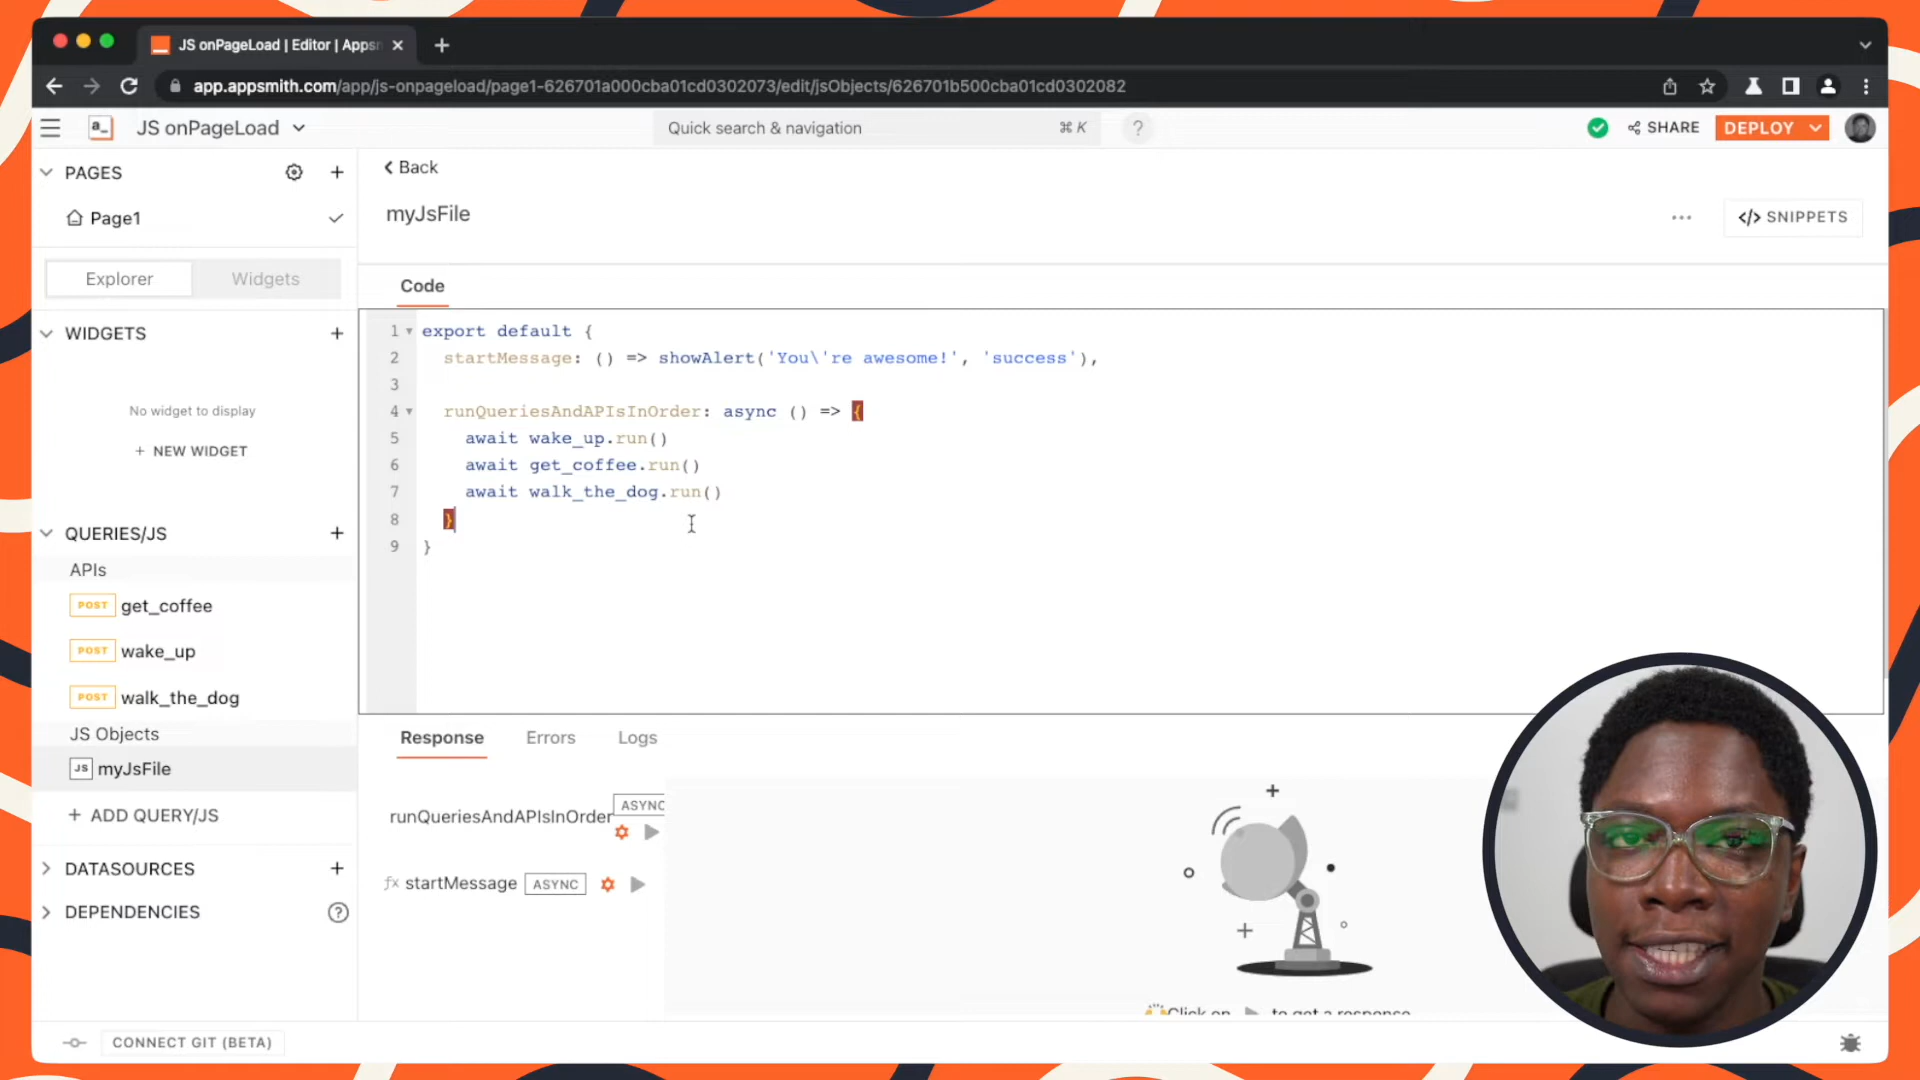 JS onPageLoad | Editor | Apps
app.appsmith.com/app/js-onpageload/page1-626701a000cba01cd0302073/edit/jsObjects/626701b500cba01cd0302082
a_
JS onPageLoad
Quick search & navigation ⌘ K
?
SHARE
DEPLOY
PAGES
Page1
Explorer
Widgets
WIDGETS
No widget to display
+ NEW WIDGET
QUERIES/JS
APIs
POST get_coffee
POST wake_up
POST walk_the_dog
JS Objects
JS myJsFile
+ ADD QUERY/JS
DATASOURCES
DEPENDENCIES ?
CONNECT GIT (BETA)
Back
myJsFile
</> SNIPPETS
Code
1 export default {
2 startMessage: () => showAlert('You\'re awesome!', 'success'),
3
4 runQueriesAndAPIsInOrder: async () => {
5 await wake_up.run()
6 await get_coffee.run()
7 await walk_the_dog.run()
8 }
9 }
Response
Errors
Logs
runQueriesAndAPIsInOrder ASYNC
fx startMessage ASYNC
Click on to get a response